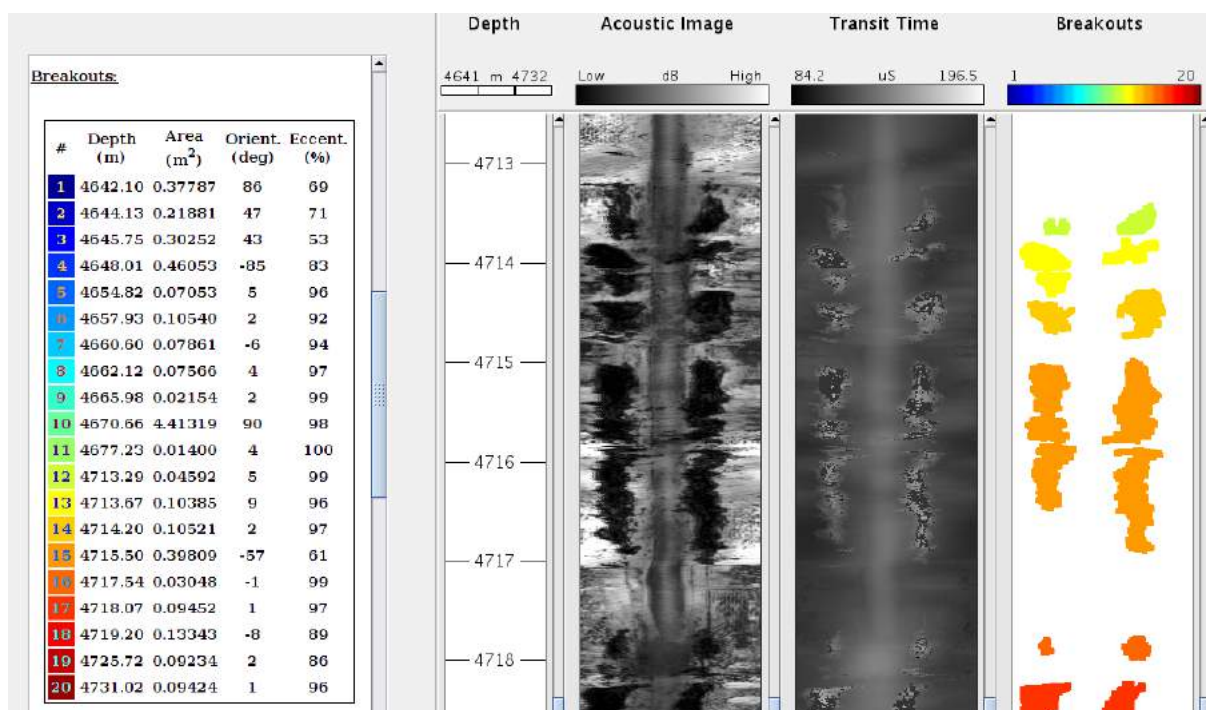 Breakouts:
# Depth (m) Area (m2) Orient. (deg) Eccent. (%)
1 4642.10 0.37787 86 69
2 4644.13 0.21881 47 71
3 4645.75 0.30252 43 53
4 4648.01 0.46053 -85 83
5 4654.82 0.07053 5 96
6 4657.93 0.10540 2 92
7 4660.60 0.07861 -6 94
8 4662.12 0.07566 4 97
9 4665.98 0.02154 2 99
10 4670.66 4.41319 90 98
11 4677.23 0.01400 4 100
12 4713.29 0.04592 5 99
13 4713.67 0.10385 9 96
14 4714.20 0.10521 2 97
15 4715.50 0.39809 -57 61
16 4717.54 0.03048 -1 99
17 4718.07 0.09452 1 97
18 4719.20 0.13343 -8 89
19 4725.72 0.09234 2 86
20 4731.02 0.09424 1 96
Depth Acoustic Image Transit Time Breakouts
4641 m 4732 Low dB High 84.2 uS 196.5 1 20
4713
4714
4715
4716
4717
4718